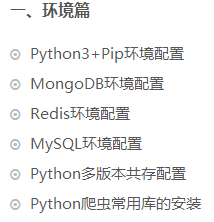 一、环境篇
Python3+Pip环境配置
MongoDB环境配置
Redis环境配置
MySQL环境配置
Python多版本共存配置
Python爬虫常用库的安装